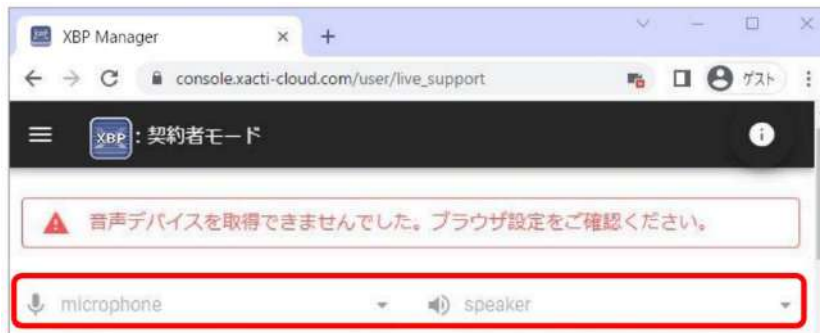 XBP Manager
console.xacti-cloud.com/user/live_support
ゲスト
XBP : 契約者モード
音声デバイスを取得できませんでした。ブラウザ設定をご確認ください。
microphone speaker